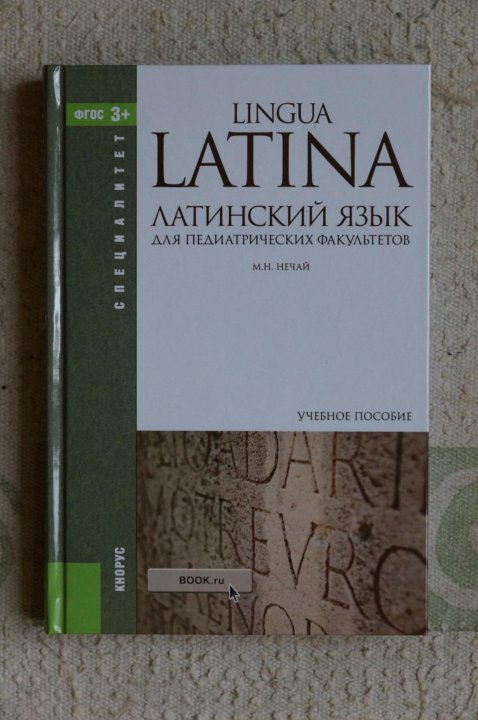 ФГОС 3+
СПЕЦИАЛИТЕТ
LINGUA
LATINA
ЛАТИНСКИЙ ЯЗЫК
ДЛЯ ПЕДИАТРИЧЕСКИХ ФАКУЛЬТЕТОВ
М.Н. НЕЧАЙ
УЧЕБНОЕ ПОСОБИЕ
КНОРУС
BOOK.ru